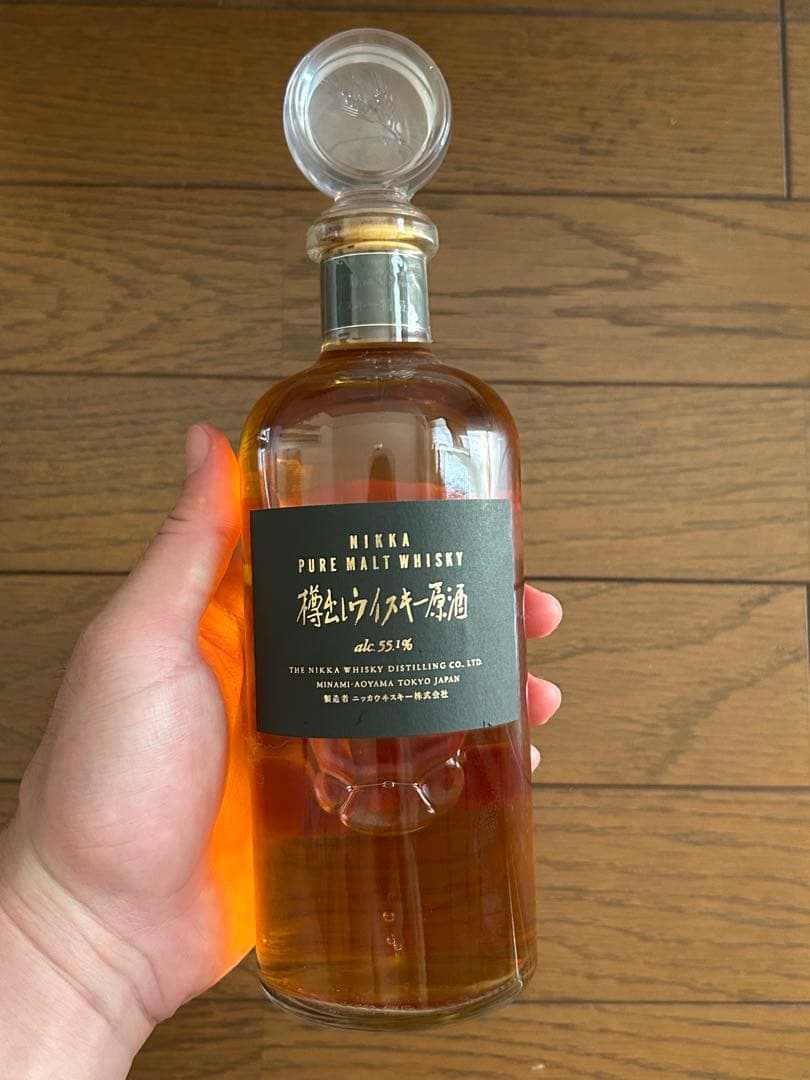 NIKKA
PURE MALT WHISKY
樽出しウイスキー原酒
alc. 55.1%
THE NIKKA WHISKY DISTILLING CO., LTD.
MINAMI-AOYAMA TOKYO JAPAN
製造者 ニッカウヰスキー株式会社